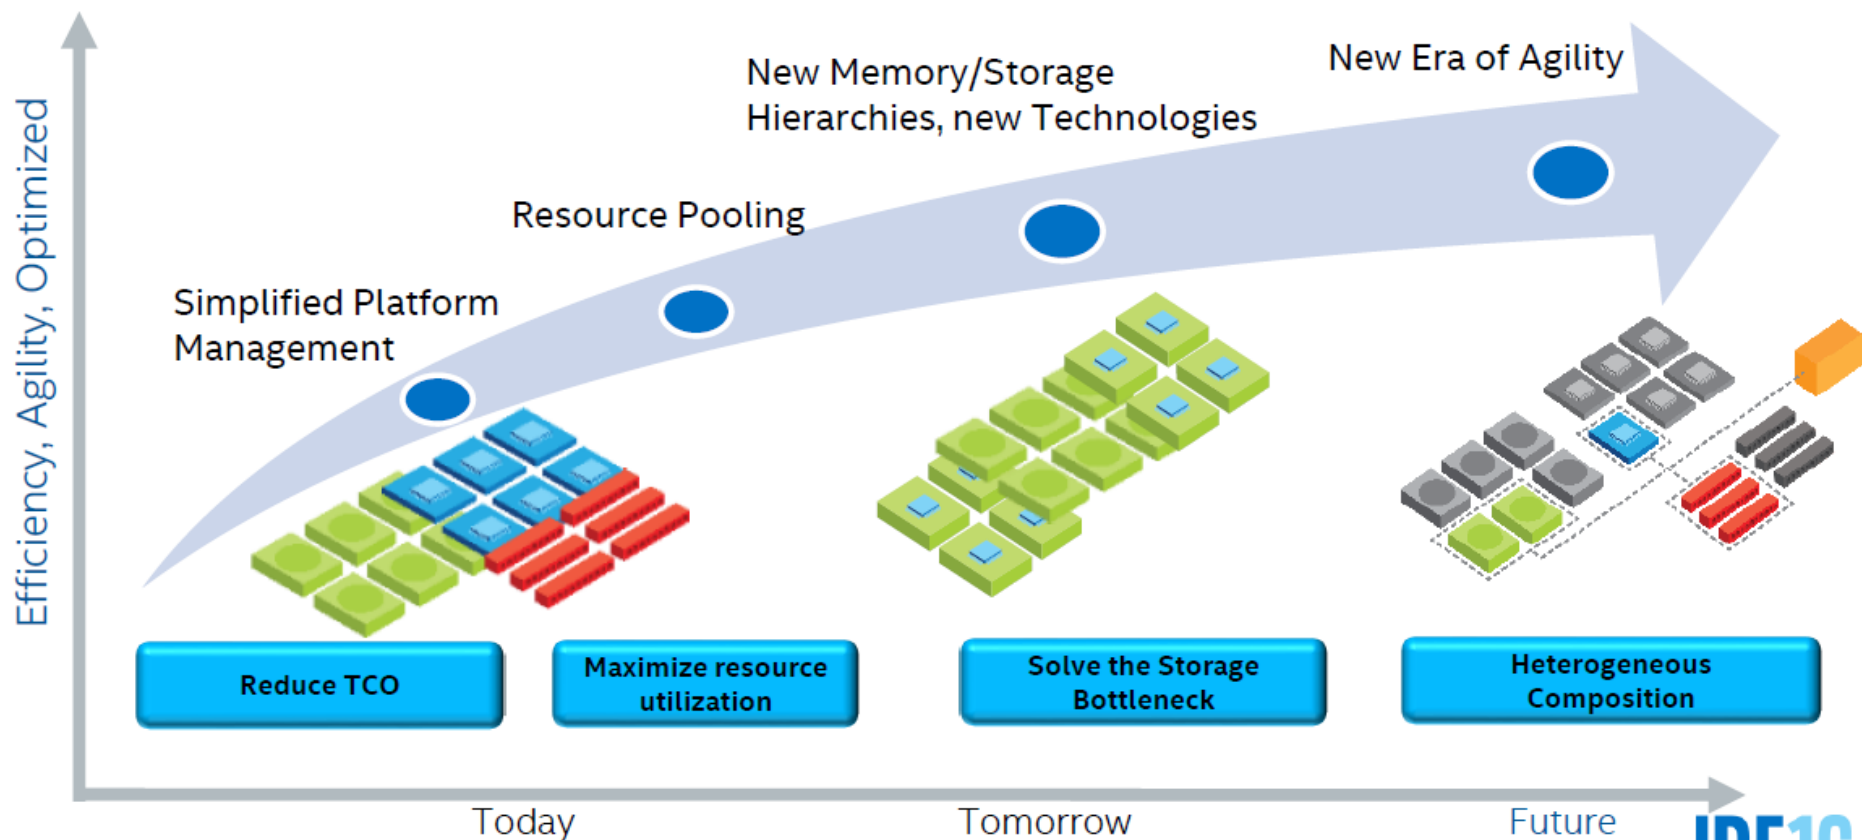 Efficiency, Agility, Optimized
New Era of Agility
New Memory/Storage
Hierarchies, new Technologies
Resource Pooling
Simplified Platform
Management
Reduce TCO
Maximize resource
utilization
Solve the Storage
Bottleneck
Heterogeneous
Composition
Today
Tomorrow
Future